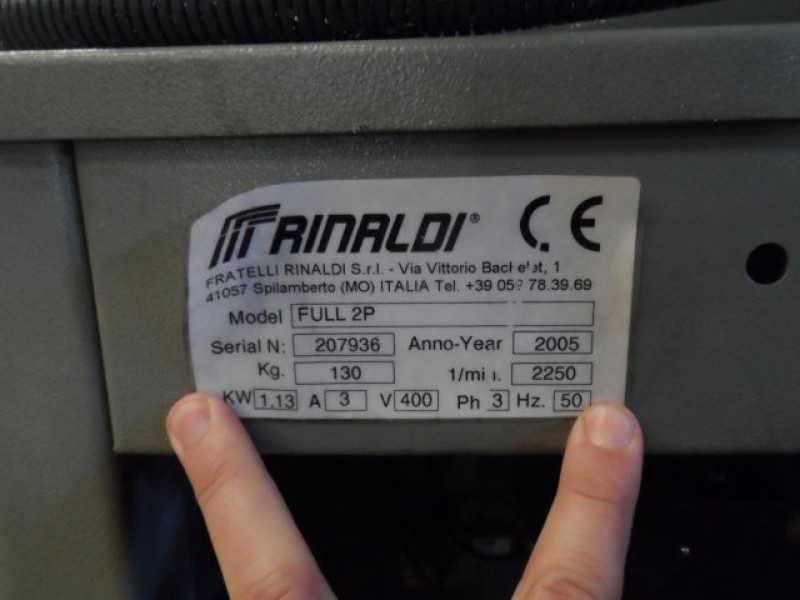 RINALDI® CE
FRATELLI RINALDI S.r.l. - Via Vittorio 1
41057 Spilamberto (MO) ITALIA Tel. +39 78.39.69
Model FULL 2P
Serial N: 207936 Anno-Year 2005
Kg. 130 2250
KW 1,13 A 3 V 400 Ph 3 Hz. 50